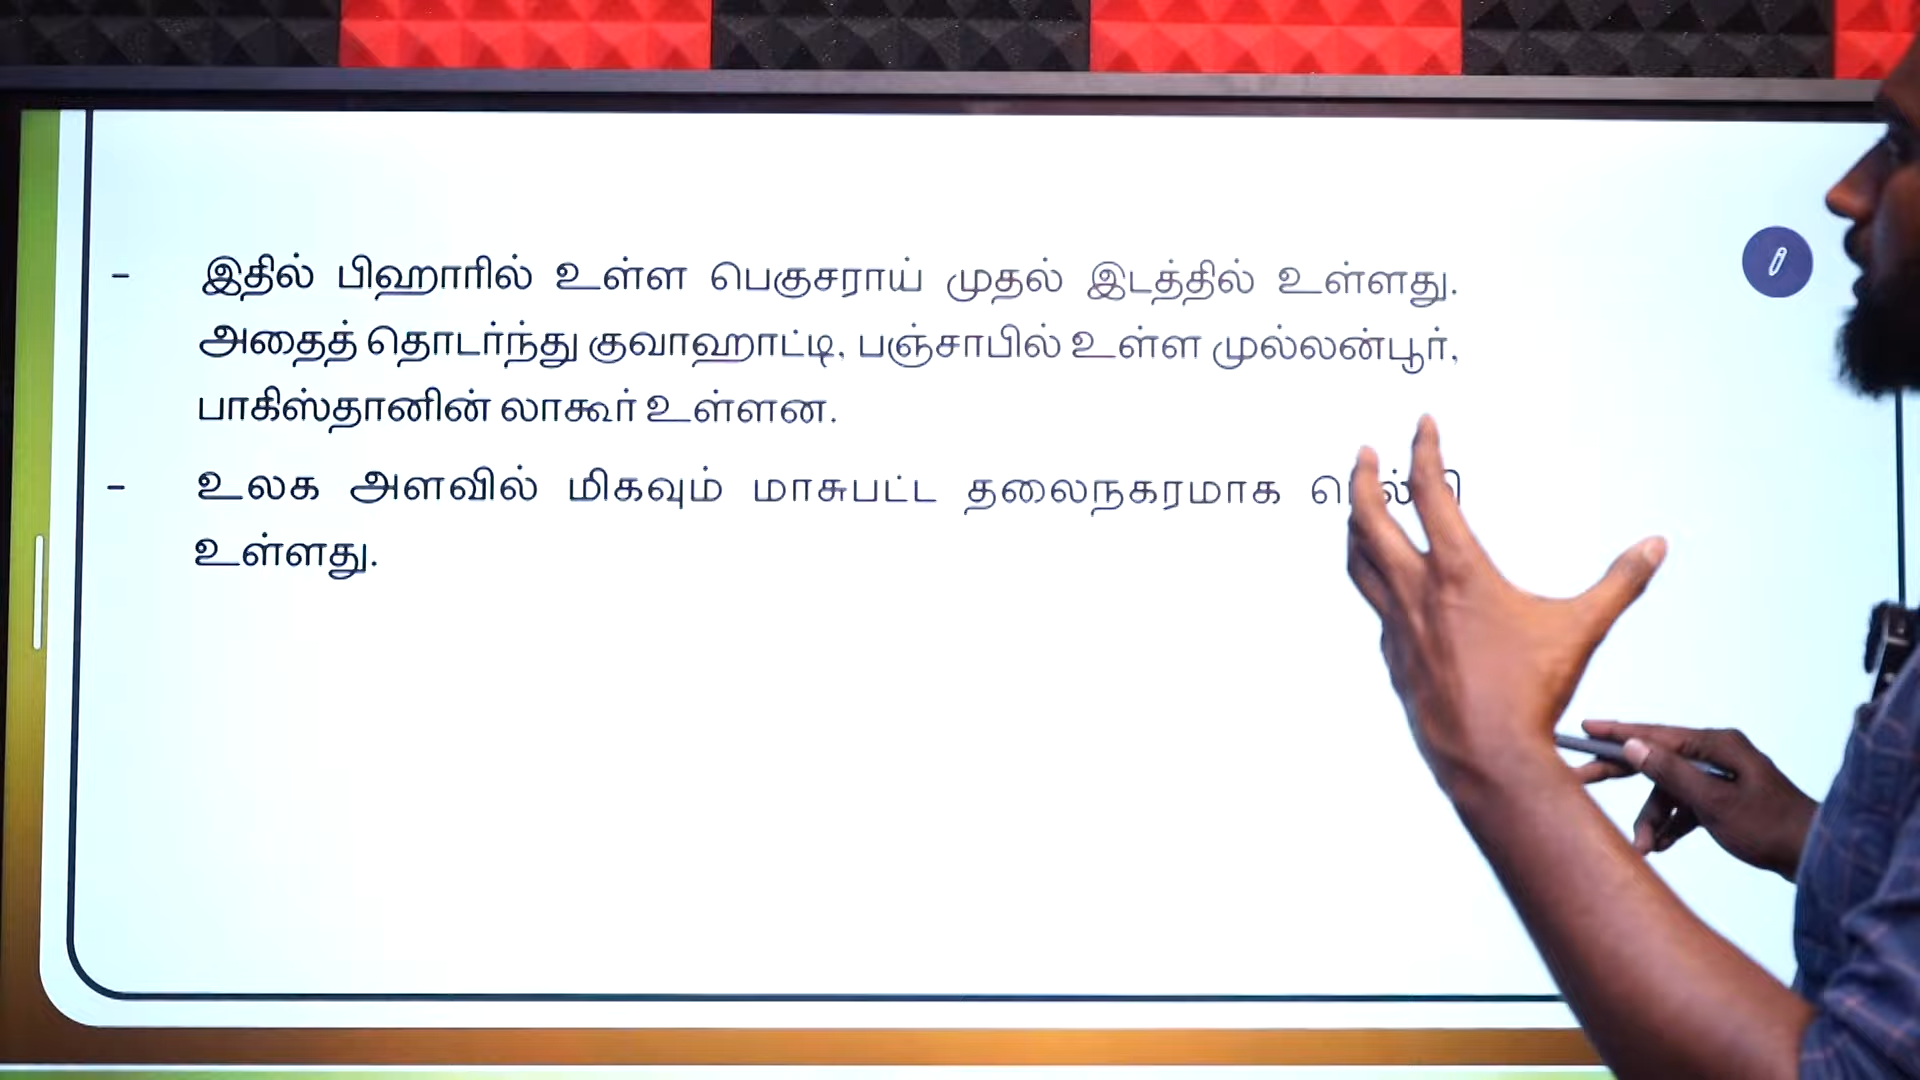 - இதில் பிஹாரில் உள்ள பெகுசராய் முதல் இடத்தில் உள்ளது.
அதைத் தொடர்ந்து குவாஹாட்டி, பஞ்சாபில் உள்ள முல்லன்பூர்,
பாகிஸ்தானின் லாகூர் உள்ளன.
- உலக அளவில் மிகவும் மாசுபட்ட தலைநகரமாக
உள்ளது.